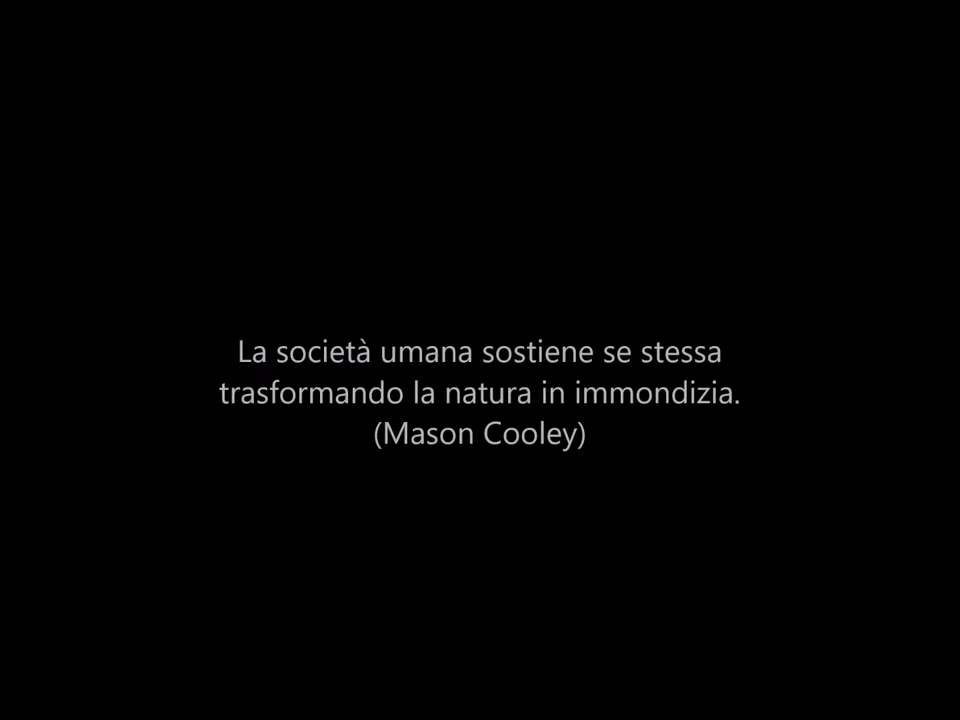 La società umana sostiene se stessa
trasformando la natura in immondizia.
(Mason Cooley)